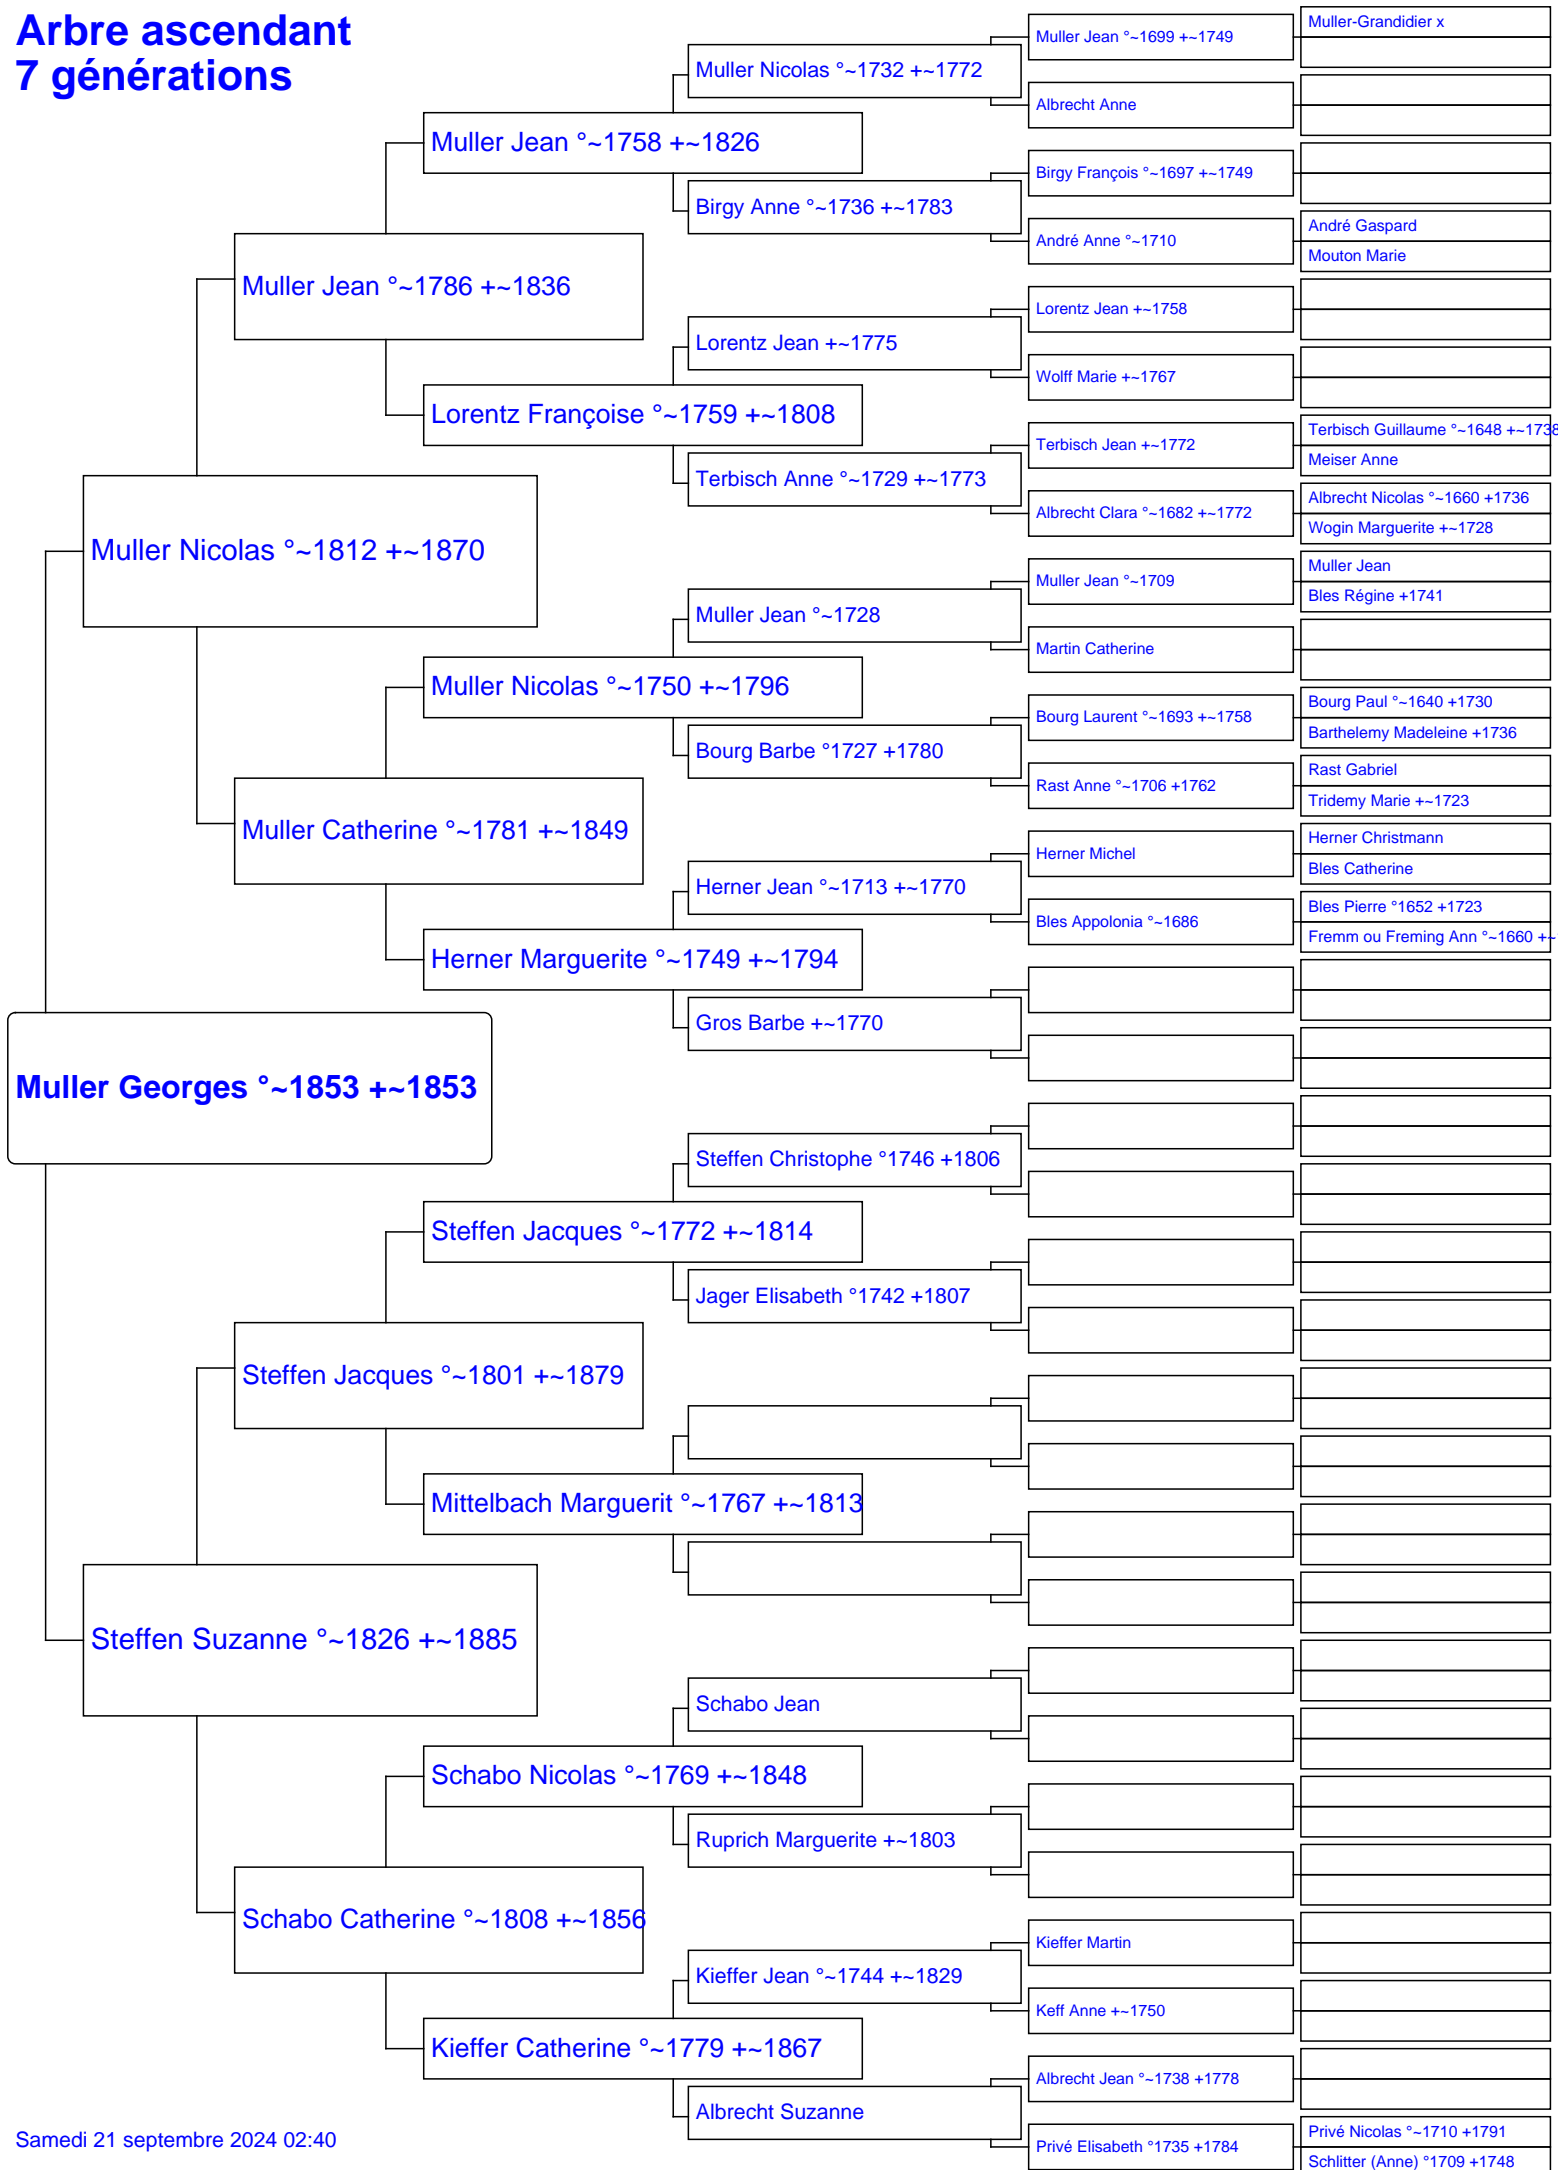 Arbre ascendant
7 générations
Muller Georges °~1853 +~1853
Muller Nicolas °~1812 +~1870
Steffen Suzanne °~1826 +~1885
Muller Jean °~1786 +~1836
Muller Catherine °~1781 +~1849
Steffen Jacques °~1801 +~1879
Schabo Catherine °~1808 +~1856
Muller Jean °~1758 +~1826
Lorentz Françoise °~1759 +~1808
Muller Nicolas °~1750 +~1796
Herner Marguerite °~1749 +~1794
Steffen Jacques °~1772 +~1814
Mittelbach Marguerit °~1767 +~1813
Schabo Nicolas °~1769 +~1848
Kieffer Catherine °~1779 +~1867
Muller Nicolas °~1732 +~1772
Birgy Anne °~1736 +~1783
Lorentz Jean +~1775
Terbisch Anne °~1729 +~1773
Muller Jean °~1728
Bourg Barbe °1727 +1780
Herner Jean °~1713 +~1770
Gros Barbe +~1770
Steffen Christophe °1746 +1806
Jager Elisabeth °1742 +1807
Schabo Jean
Ruprich Marguerite +~1803
Kieffer Jean °~1744 +~1829
Albrecht Suzanne
Muller Jean °~1699 +~1749
Albrecht Anne
Birgy François °~1697 +~1749
André Anne °~1710
Lorentz Jean +~1758
Wolff Marie +~1767
Terbisch Jean +~1772
Albrecht Clara °~1682 +~1772
Muller Jean °~1709
Martin Catherine
Bourg Laurent °~1693 +~1758
Rast Anne °~1706 +1762
Herner Michel
Bles Appolonia °~1686
Kieffer Martin
Keff Anne +~1750
Albrecht Jean °~1738 +1778
Privé Elisabeth °1735 +1784
Muller-Grandidier x
André Gaspard
Mouton Marie
Terbisch Guillaume °~1648 +~1738
Meiser Anne
Albrecht Nicolas °~1660 +1736
Wogin Marguerite +~1728
Muller Jean
Bles Régine +1741
Bourg Paul °~1640 +1730
Barthelemy Madeleine +1736
Rast Gabriel
Tridemy Marie +~1723
Herner Christmann
Bles Catherine
Bles Pierre °1652 +1723
Fremm ou Freming Ann °~1660 +~
Privé Nicolas °~1710 +1791
Schlitter (Anne) °1709 +1748
Samedi 21 septembre 2024 02:40